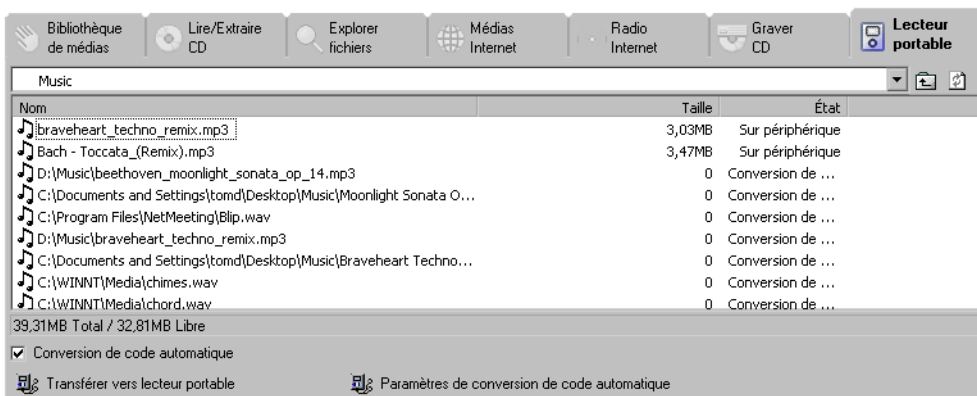 Bibliothèque de médias
Lire/Extraire CD
Explorer fichiers
Médias Internet
Radio Internet
Graver CD
Lecteur portable
Music
Nom Taille État
braveheart_techno_remix.mp3 3,03MB Sur périphérique
Bach - Toccata_(Remix).mp3 3,47MB Sur périphérique
D:\Music\beethoven_moonlight_sonata_op_14.mp3 0 Conversion de ...
C:\Documents and Settings\tomd\Desktop\Music\Moonlight Sonata O... 0 Conversion de ...
C:\Program Files\NetMeeting\Blip.wav 0 Conversion de ...
D:\Music\braveheart_techno_remix.mp3 0 Conversion de ...
C:\Documents and Settings\tomd\Desktop\Music\Braveheart Techno... 0 Conversion de ...
C:\WINNT\Media\chimes.wav 0 Conversion de ...
C:\WINNT\Media\chord.wav 0 Conversion de ...
39,31MB Total / 32,81MB Libre
Conversion de code automatique
Transférer vers lecteur portable
Paramètres de conversion de code automatique